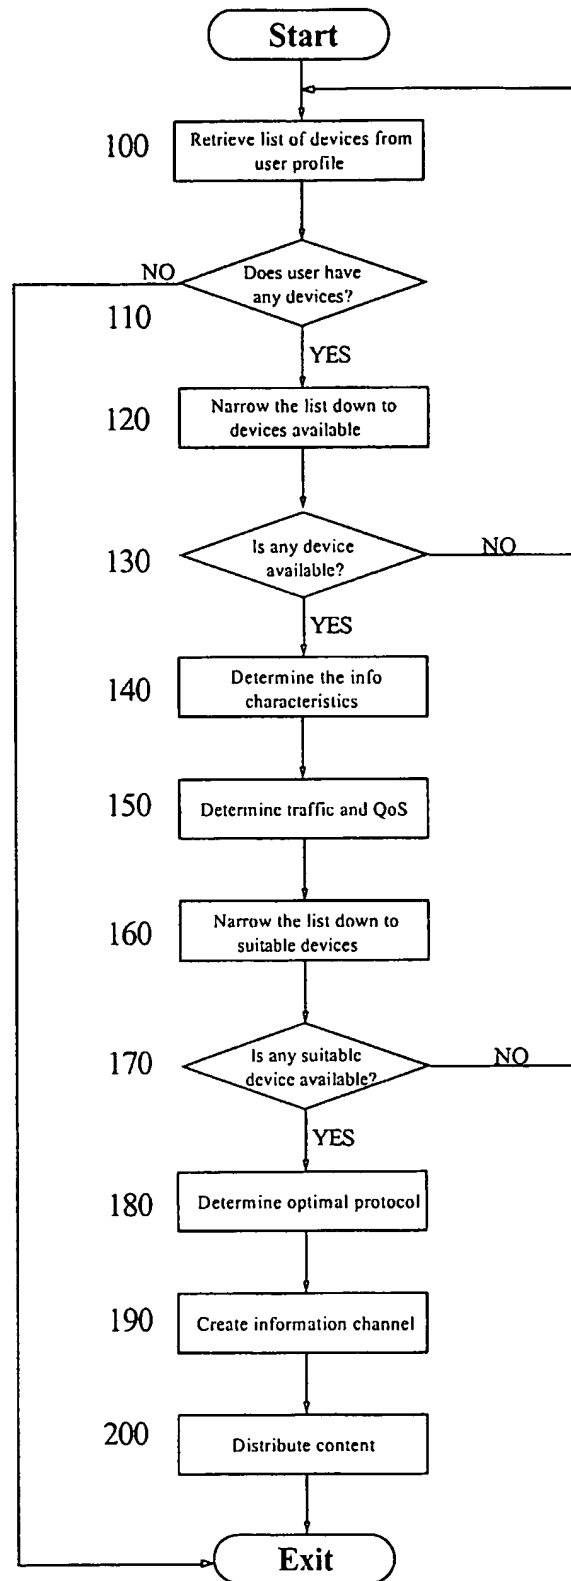 Start
100
Retrieve list of devices from
user profile
NO
Does user have
any devices?
110
YES
120
Narrow the list down to
devices available
130
Is any device
available?
NO
YES
140
Determine the info
characteristics
150
Determine traffic and QoS
160
Narrow the list down to
suitable devices
170
Is any suitable
device available?
NO
YES
180
Determine optimal protocol
190
Create information channel
200
Distribute content
Exit